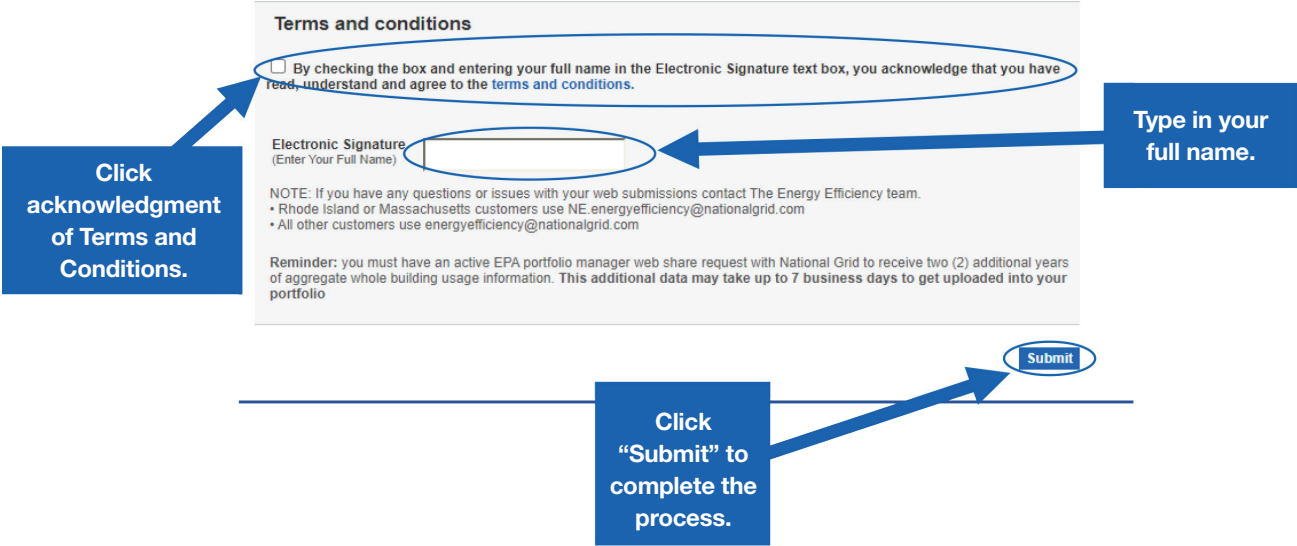 Terms and conditions
By checking the box and entering your full name in the Electronic Signature text box, you acknowledge that you have
read, understand and agree to the terms and conditions.
Electronic Signature
(Enter Your Full Name)
NOTE: If you have any questions or issues with your web submissions contact The Energy Efficiency team.
• Rhode Island or Massachusetts customers use NE.energyefficiency@nationalgrid.com
• All other customers use energyefficiency@nationalgrid.com
Reminder: you must have an active EPA portfolio manager web share request with National Grid to receive two (2) additional years
of aggregate whole building usage information. This additional data may take up to 7 business days to get uploaded into your
portfolio
Submit
Click
acknowledgment
of Terms and
Conditions.
Type in your
full name.
Click
“Submit” to
complete the
process.